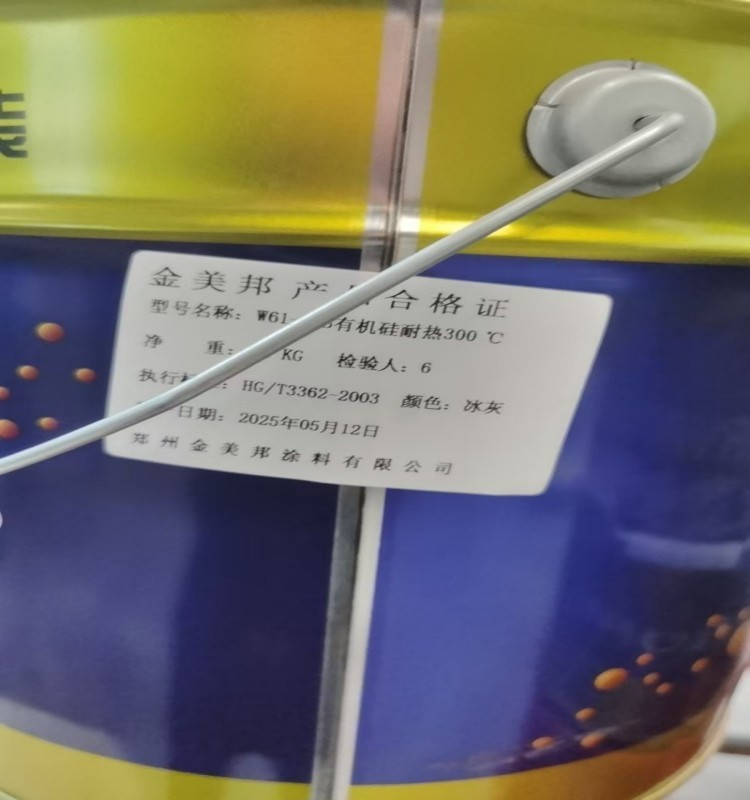 金美邦产品合格证
型号名称：W61 有机硅耐热300℃
净 重： KG 检验人：6
执行标 ：HG/T3362-2003 颜色：冰灰
日期：2025年05月12日
郑州金美邦涂料有限公司